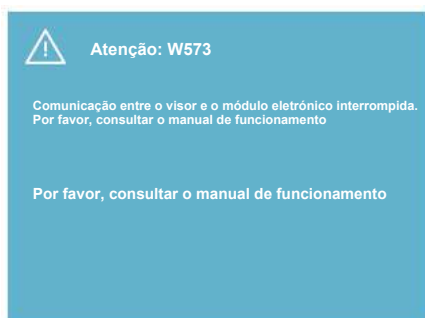 Atenção: W573
Comunicação entre o visor e o módulo eletrónico interrompida.
Por favor, consultar o manual de funcionamento
Por favor, consultar o manual de funcionamento